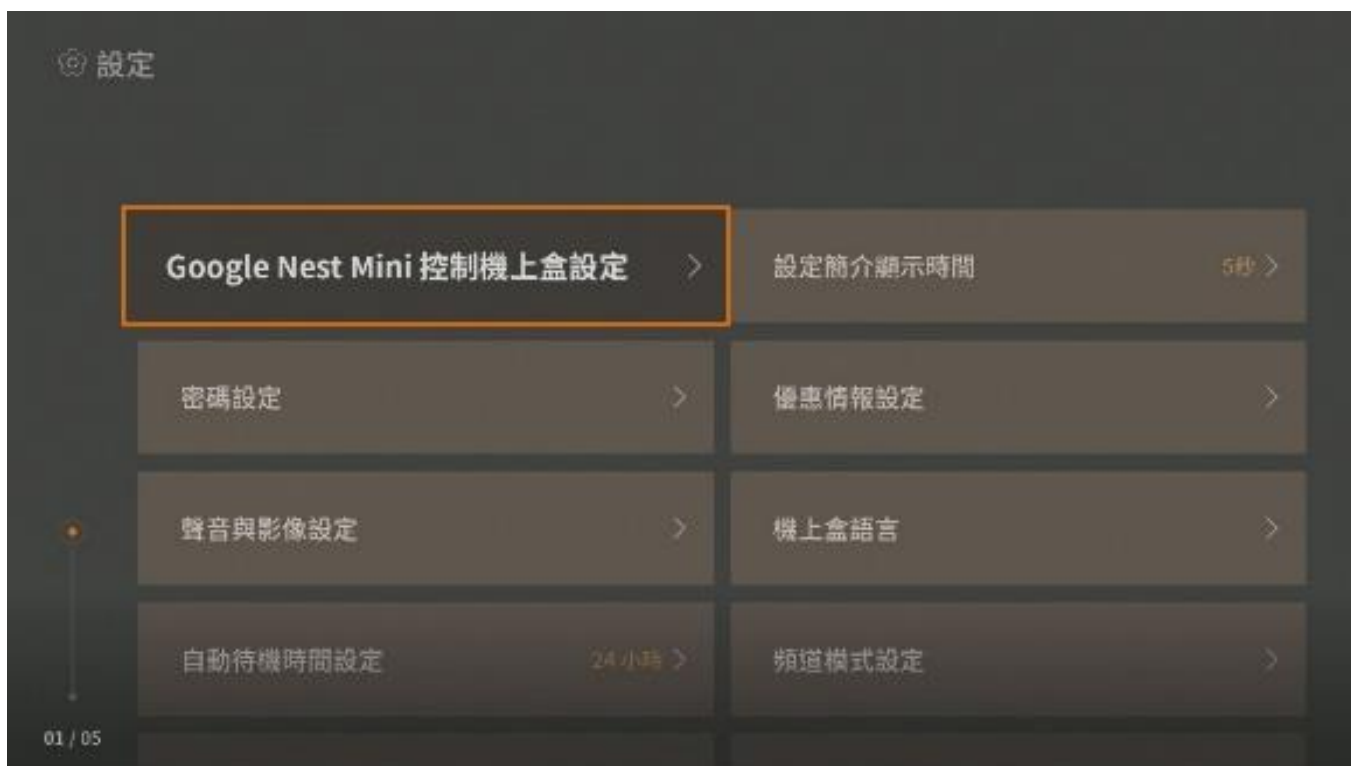 設定
Google Nest Mini 控制機上盒設定
設定簡介顯示時間 5秒
密碼設定
優惠情報設定
聲音與影像設定
機上盒語言
自動待機時間設定 24 小時
頻道模式設定
01 / 05